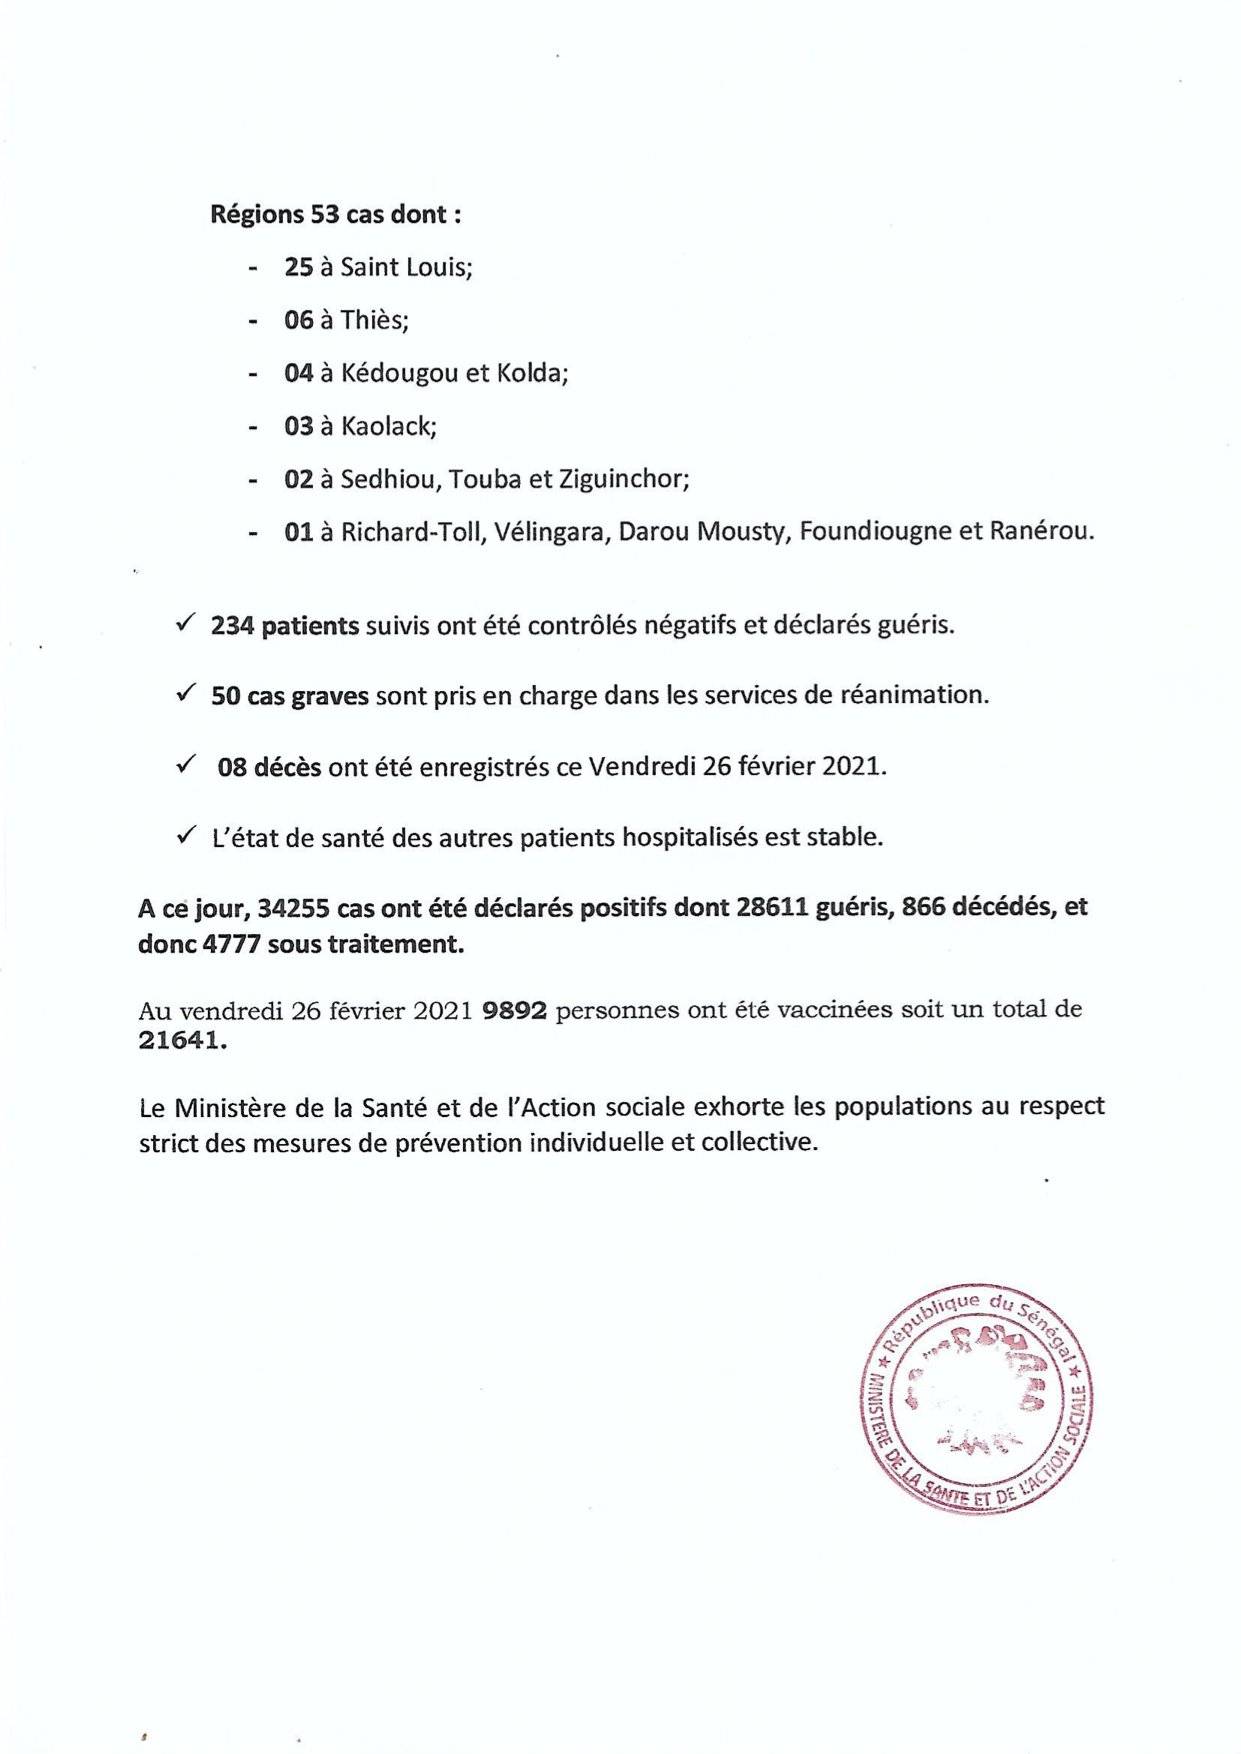 Régions 53 cas dont :
- 25 à Saint Louis;
- 06 à Thiès;
- 04 à Kédougou et Kolda;
- 03 à Kaolack;
- 02 à Sedhiou, Touba et Ziguinchor;
- 01 à Richard-Toll, Vélingara, Darou Mousty, Foundiougne et Ranérou.
✓ 234 patients suivis ont été contrôlés négatifs et déclarés guéris.
✓ 50 cas graves sont pris en charge dans les services de réanimation.
✓ 08 décès ont été enregistrés ce Vendredi 26 février 2021.
✓ L’état de santé des autres patients hospitalisés est stable.
A ce jour, 34255 cas ont été déclarés positifs dont 28611 guéris, 866 décédés, et
donc 4777 sous traitement.
Au vendredi 26 février 2021 9892 personnes ont été vaccinées soit un total de
21641.
Le Ministère de la Santé et de l’Action sociale exhorte les populations au respect
strict des mesures de prévention individuelle et collective.
★ République du Sénégal ★
MINISTERE DE LA SANTE ET DE L’ACTION SOCIALE